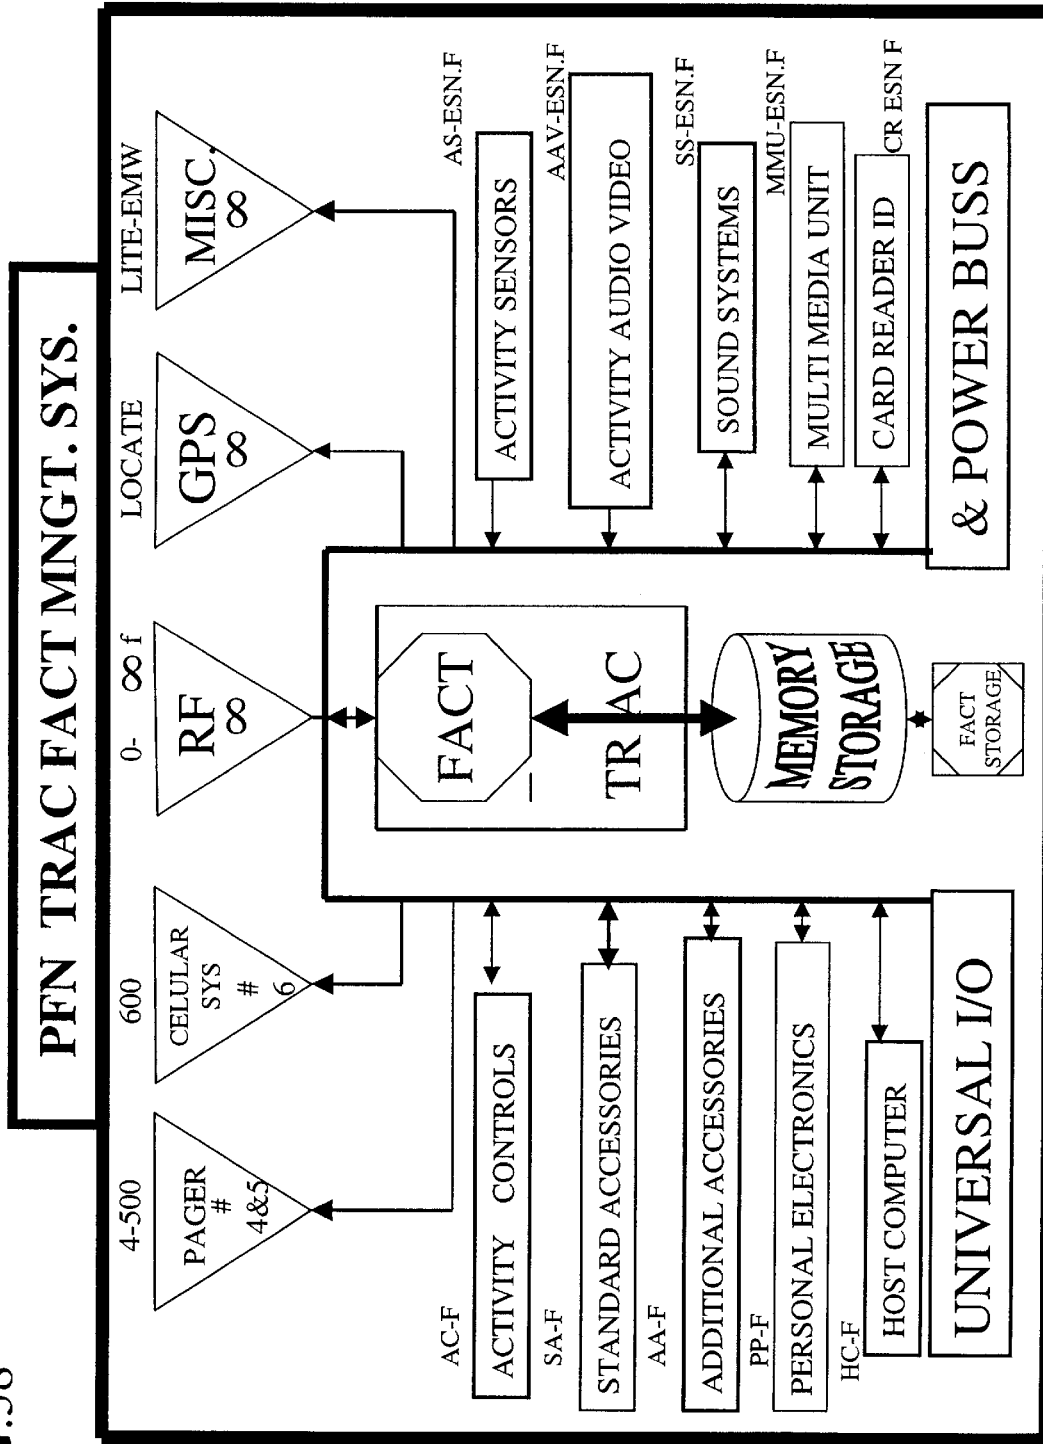 PFN TRAC FACT MNGT. SYS.
4-500
600
0- ∞ f
LOCATE
LITE-EMW
PAGER
#
4&5
CELULAR
SYS
#
6
RF
∞
GPS
∞
MISC.
∞
AC-F
ACTIVITY CONTROLS
SA-F
STANDARD ACCESSORIES
AA-F
ADDITIONAL ACCESSORIES
PP-F
PERSONAL ELECTRONICS
HC-F
HOST COMPUTER
UNIVERSAL I/O
FACT
TR AC
MEMORY
STORAGE
FACT
STORAGE
AS-ESN.F
ACTIVITY SENSORS
AAV-ESN.F
ACTIVITY AUDIO VIDEO
SS-ESN.F
SOUND SYSTEMS
MMU-ESN.F
MULTI MEDIA UNIT
CR ESN F
CARD READER ID
& POWER BUSS